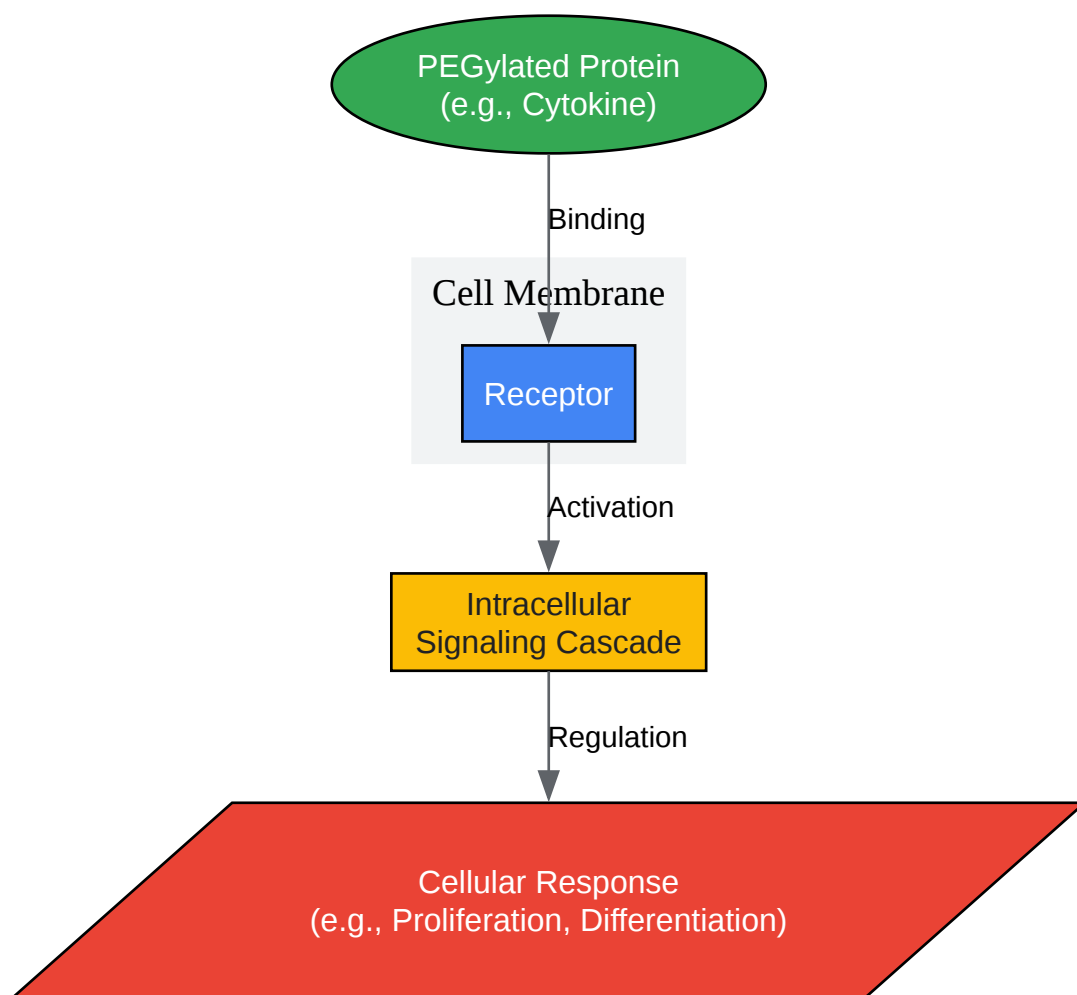 PEGylated Protein
(e.g., Cytokine)
Binding
Cell Membrane
Receptor
Activation
Intracellular
Signaling Cascade
Regulation
Cellular Response
(e.g., Proliferation, Differentiation)